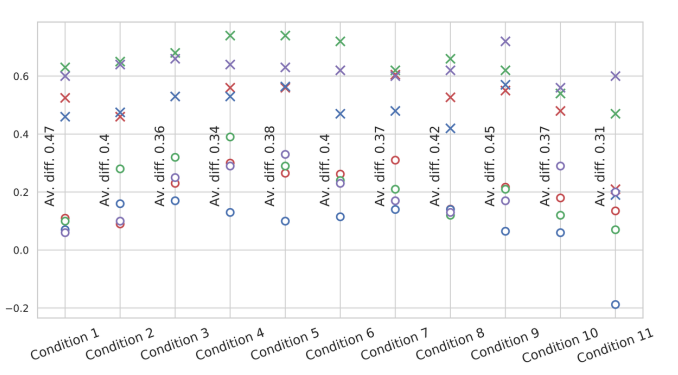 0.6
0.4
0.2
0.0
−0.2
Av. diff. 0.47
Av. diff. 0.4
Av. diff. 0.36
Av. diff. 0.34
Av. diff. 0.38
Av. diff. 0.4
Av. diff. 0.37
Av. diff. 0.42
Av. diff. 0.45
Av. diff. 0.37
Av. diff. 0.31
Condition 1
Condition 2
Condition 3
Condition 4
Condition 5
Condition 6
Condition 7
Condition 8
Condition 9
Condition 10
Condition 11